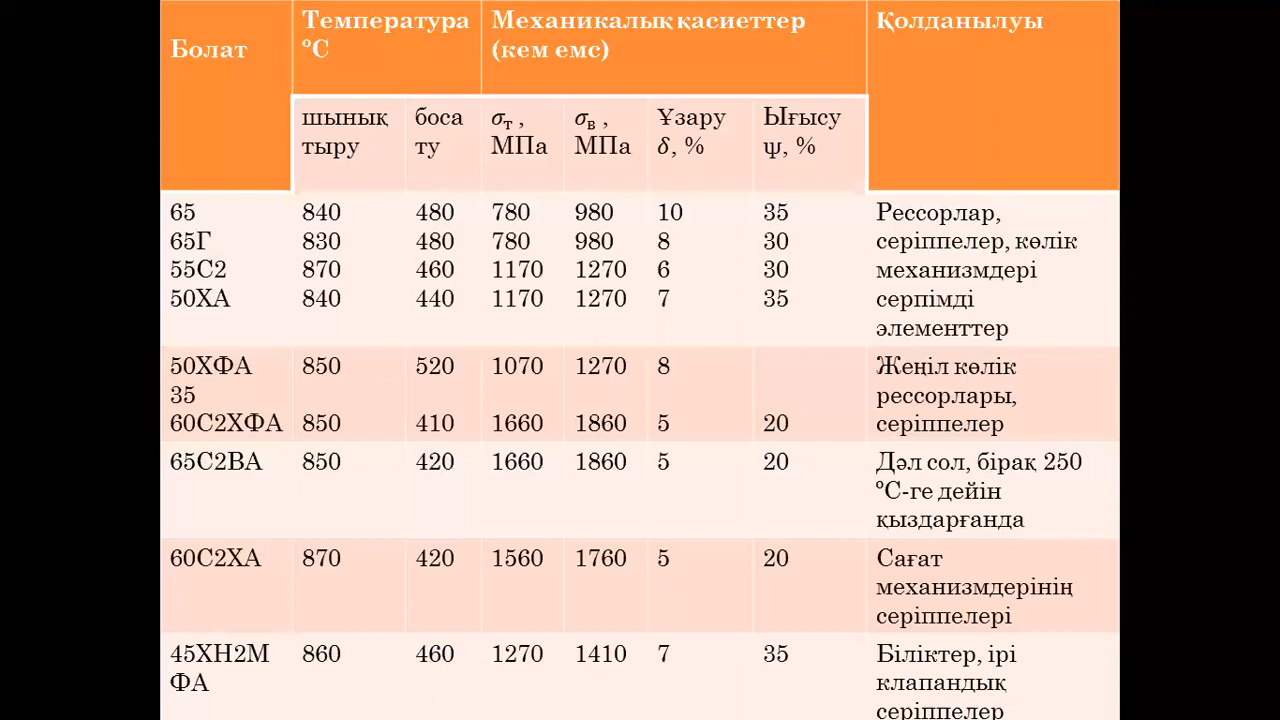 Болат
Температура
°С
Механикалық қасиеттер
(кем емс)
Қолданылуы
шынық
тыру
боса
ту
σт ,
МПа
σв ,
МПа
Ұзару
δ, %
Ығысу
ψ, %
65 840 480 780 980 10 35 Рессорлар,
65Г 830 480 780 980 8 30 серіппелер, көлік
55С2 870 460 1170 1270 6 30 механизмдері
50ХА 840 440 1170 1270 7 35 серпімді
элементтер
50ХФА 850 520 1070 1270 8 Жеңіл көлік
35 рессорлары,
60С2ХФА 850 410 1660 1860 5 20 серіппелер
65С2ВА 850 420 1660 1860 5 20 Дәл сол, бірақ 250
°С-ге дейін
қыздарғанда
60С2ХА 870 420 1560 1760 5 20 Сағат
механизмдерінің
серіппелері
45ХН2М 860 460 1270 1410 7 35 Біліктер, ірі
ФА клапандық
серіппелер